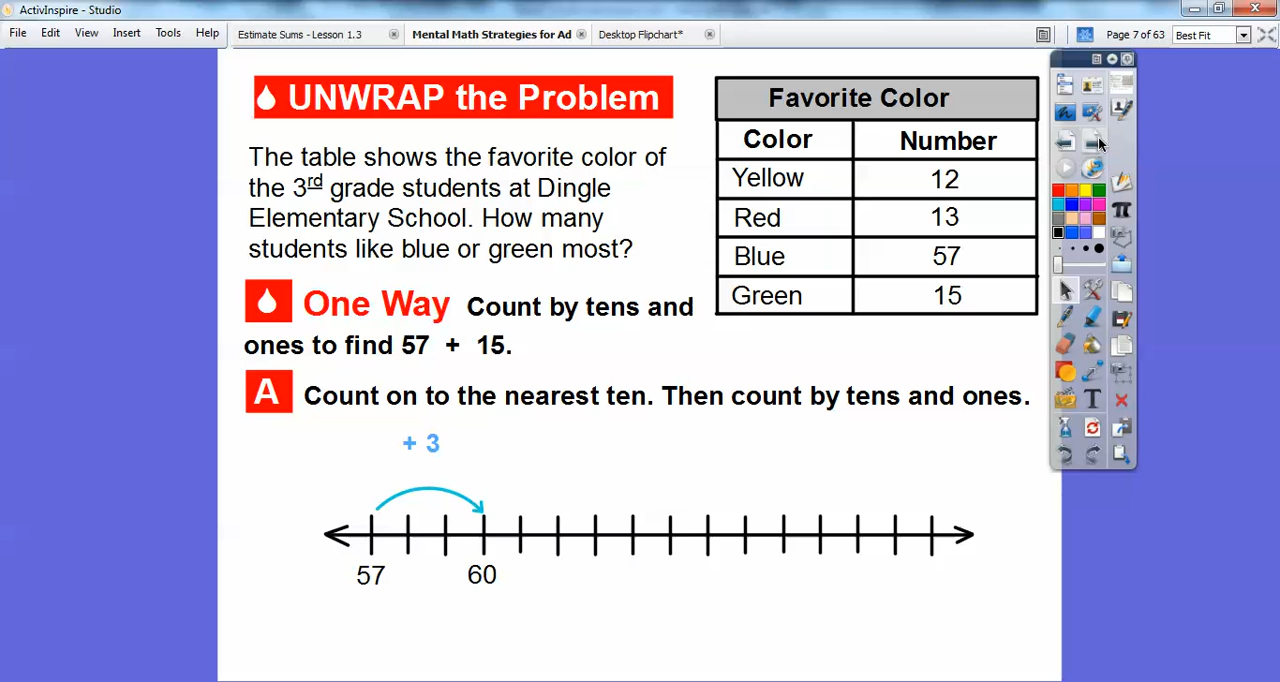 ActivInspire - Studio
File Edit View Insert Tools Help
Estimate Sums - Lesson 1.3
Mental Math Strategies for Ad
Desktop Flipchart*
Page 7 of 63
Best Fit
UNWRAP the Problem
The table shows the favorite color of
the 3rd grade students at Dingle
Elementary School. How many
students like blue or green most?
Favorite Color
Color Number
Yellow 12
Red 13
Blue 57
Green 15
One Way Count by tens and
ones to find 57 + 15.
A Count on to the nearest ten. Then count by tens and ones.
+ 3
57 60